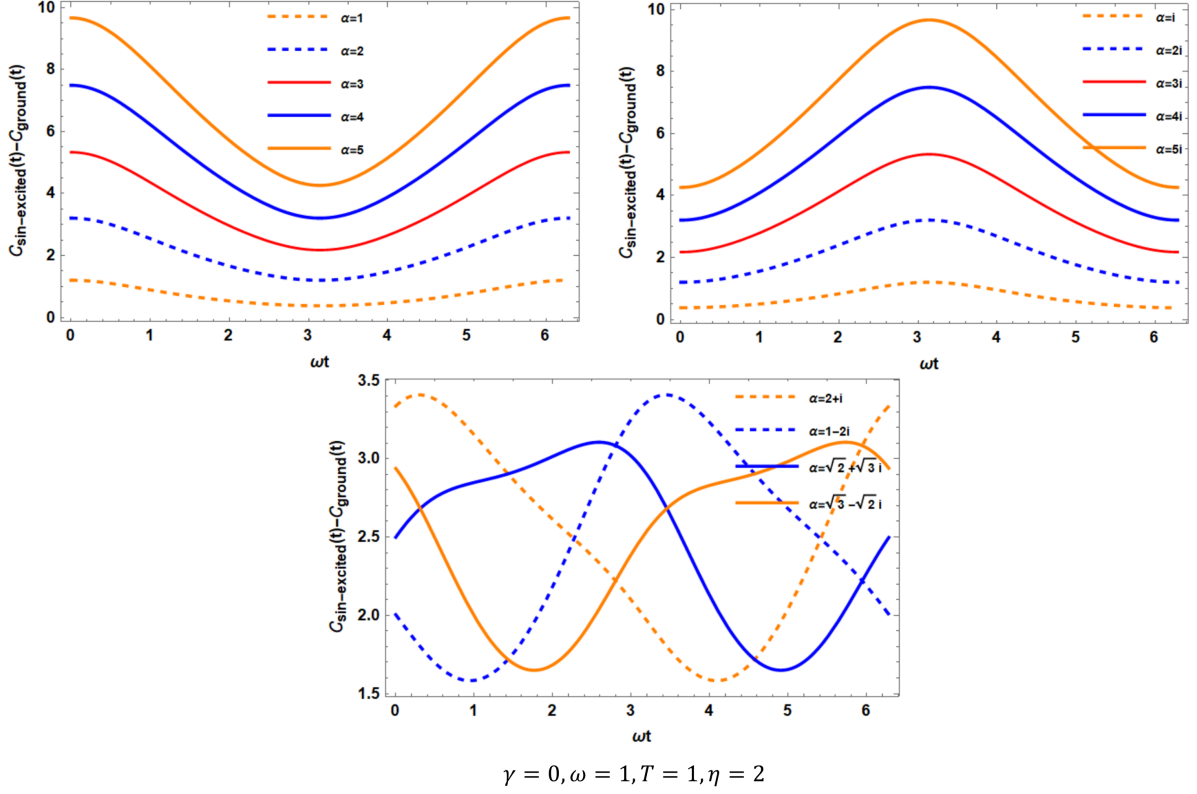 10
8
6
4
2
0
C_sin−excited(t)−C_ground(t)
α=1
α=2
α=3
α=4
α=5
0 1 2 3 4 5 6
ωt
10
8
6
4
2
0
C_sin−excited(t)−C_ground(t)
α=i
α=2i
α=3i
α=4i
α=5i
0 1 2 3 4 5 6
ωt
3.5
3.0
2.5
2.0
1.5
C_sin−excited(t)−C_ground(t)
α=2+i
α=1−2i
α=√2+√3 i
α=√3−√2 i
0 1 2 3 4 5 6
ωt
γ = 0, ω = 1, T = 1, η = 2